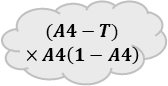 (A4 − T)
× A4(1 − A4)